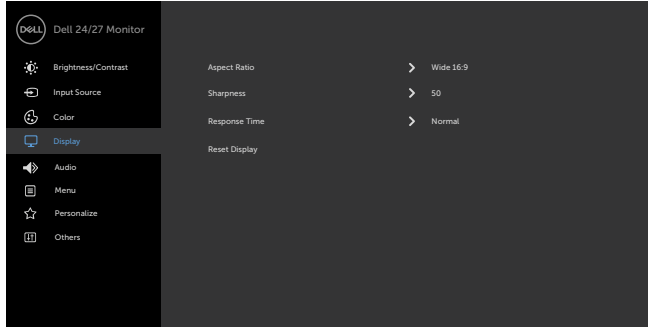 DELL Dell 24/27 Monitor
Brightness/Contrast
Input Source
Color
Display
Audio
Menu
Personalize
Others
Aspect Ratio Wide 16:9
Sharpness 50
Response Time Normal
Reset Display